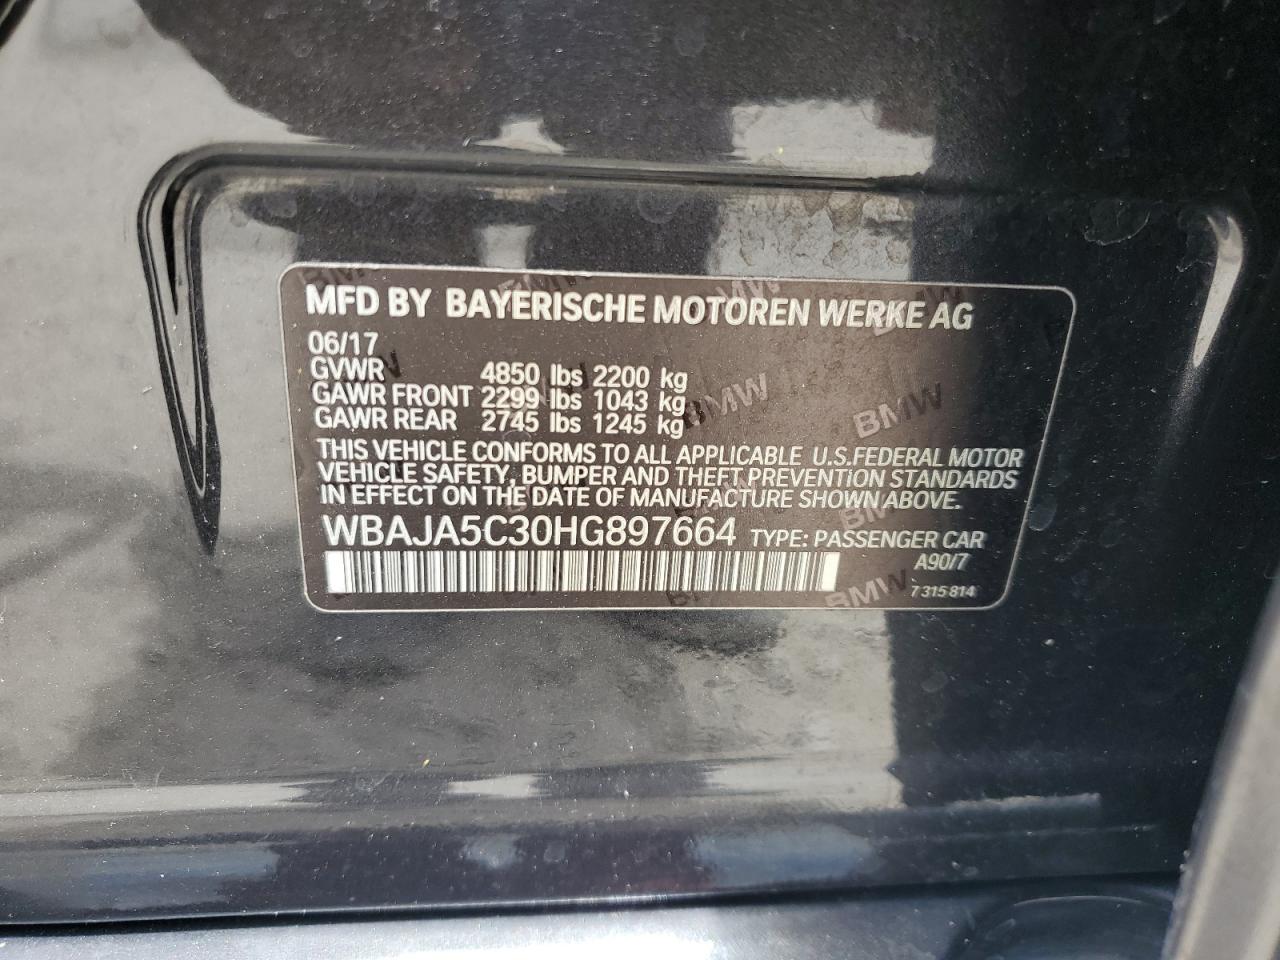 MFD BY BAYERISCHE MOTOREN WERKE AG
06/17
GVWR 4850 lbs 2200 kg
GAWR FRONT 2299 lbs 1043 kg
GAWR REAR 2745 lbs 1245 kg
THIS VEHICLE CONFORMS TO ALL APPLICABLE U.S.FEDERAL MOTOR
VEHICLE SAFETY, BUMPER AND THEFT PREVENTION STANDARDS
IN EFFECT ON THE DATE OF MANUFACTURE SHOWN ABOVE.
WBAJA5C30HG897664 TYPE: PASSENGER CAR
A90/7
7 315 814